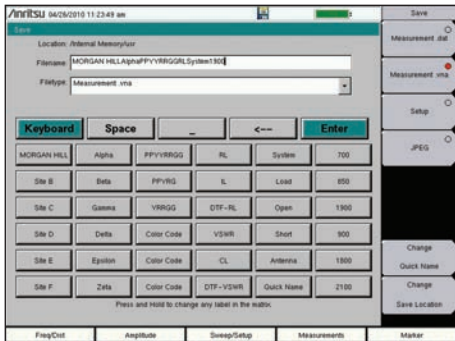 Anritsu 04/28/2010 11:23:49 am
Save
Save
Location: /Internal Memory/usr
Filename: MORGAN HILLAlphaPPYVRRGGRLSystem1900
Filetype: Measurement .vna
Keyboard Space _ <-- Enter
MORGAN HILL Alpha PPYVRRGG RL System 700
Site B Beta PPVRG IL Load 850
Site C Gamma VRRGG DTF-RL Open 1900
Site D Delta Color Code VSWR Short 900
Site E Epsilon Color Code CL Antenna 1800
Site F Zeta Color Code DTF-VSWR Quick Name 2100
Press and Hold to change any label in the matrix.
Measurement .dat
Measurement .vna
Setup
JPEG
Change
Quick Name
Change
Save Location
Freq/Dist Amplitude Sweep/Setup Measurements Marker